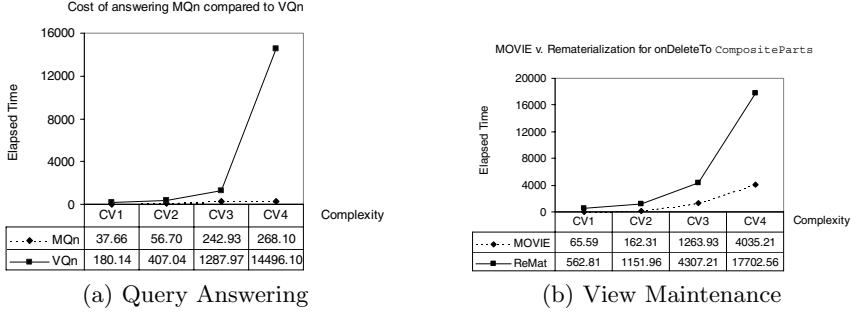 Cost of answering MQn compared to VQn
16000
12000
8000
4000
0
Elapsed Time
CV1 CV2 CV3 CV4
Complexity
MQn 37.66 56.70 242.93 268.10
VQn 180.14 407.04 1287.97 14496.10
(a) Query Answering
MOVIE v. Rematerialization for onDeleteTo CompositeParts
20000
16000
12000
8000
4000
0
Elapsed Time
CV1 CV2 CV3 CV4
Complexity
MOVIE 65.59 162.31 1263.93 4035.21
ReMat 562.81 1151.96 4307.21 17702.56
(b) View Maintenance